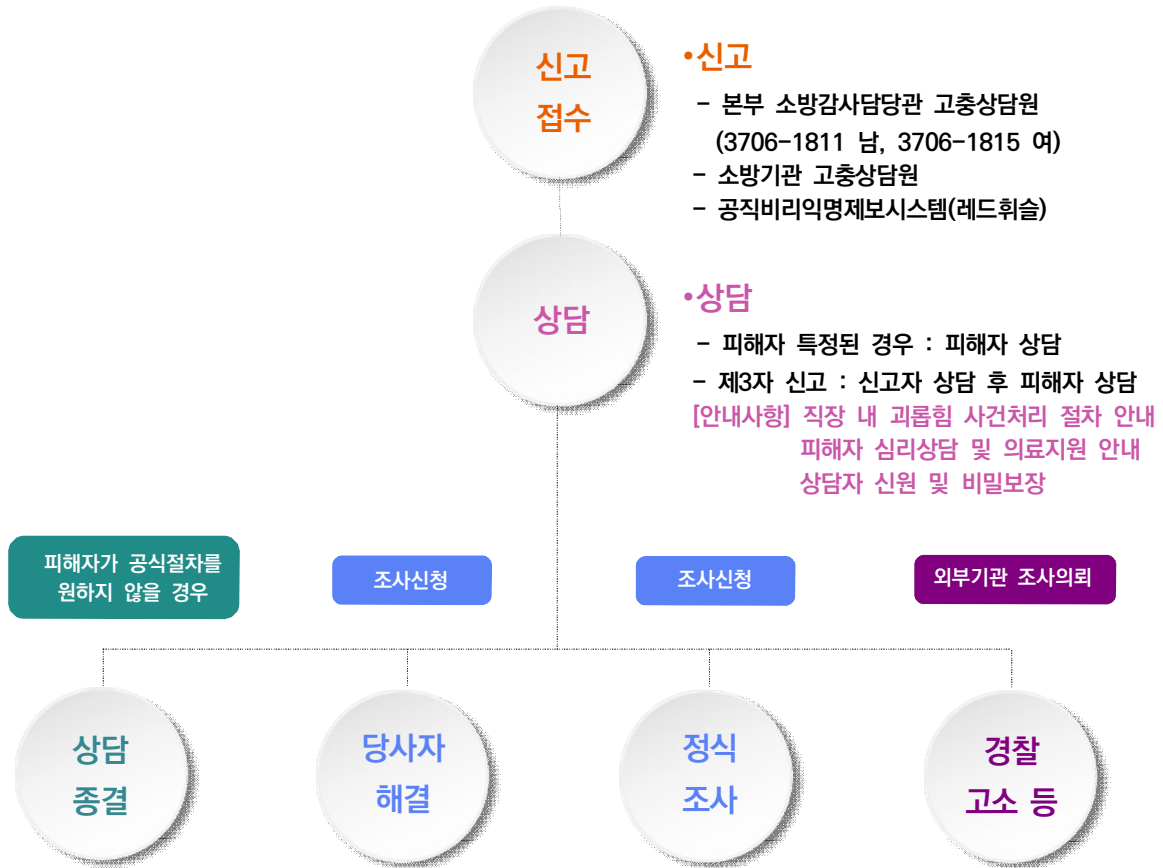 신고
접수
•신고
- 본부 소방감사담당관 고충상담원
(3706-1811 남, 3706-1815 여)
- 소방기관 고충상담원
- 공직비리익명제보시스템(레드휘슬)
상담
•상담
- 피해자 특정된 경우 : 피해자 상담
- 제3자 신고 : 신고자 상담 후 피해자 상담
[안내사항] 직장 내 괴롭힘 사건처리 절차 안내
피해자 심리상담 및 의료지원 안내
상담자 신원 및 비밀보장
피해자가 공식절차를
원하지 않을 경우
조사신청
조사신청
외부기관 조사의뢰
상담
종결
당사자
해결
정식
조사
경찰
고소 등